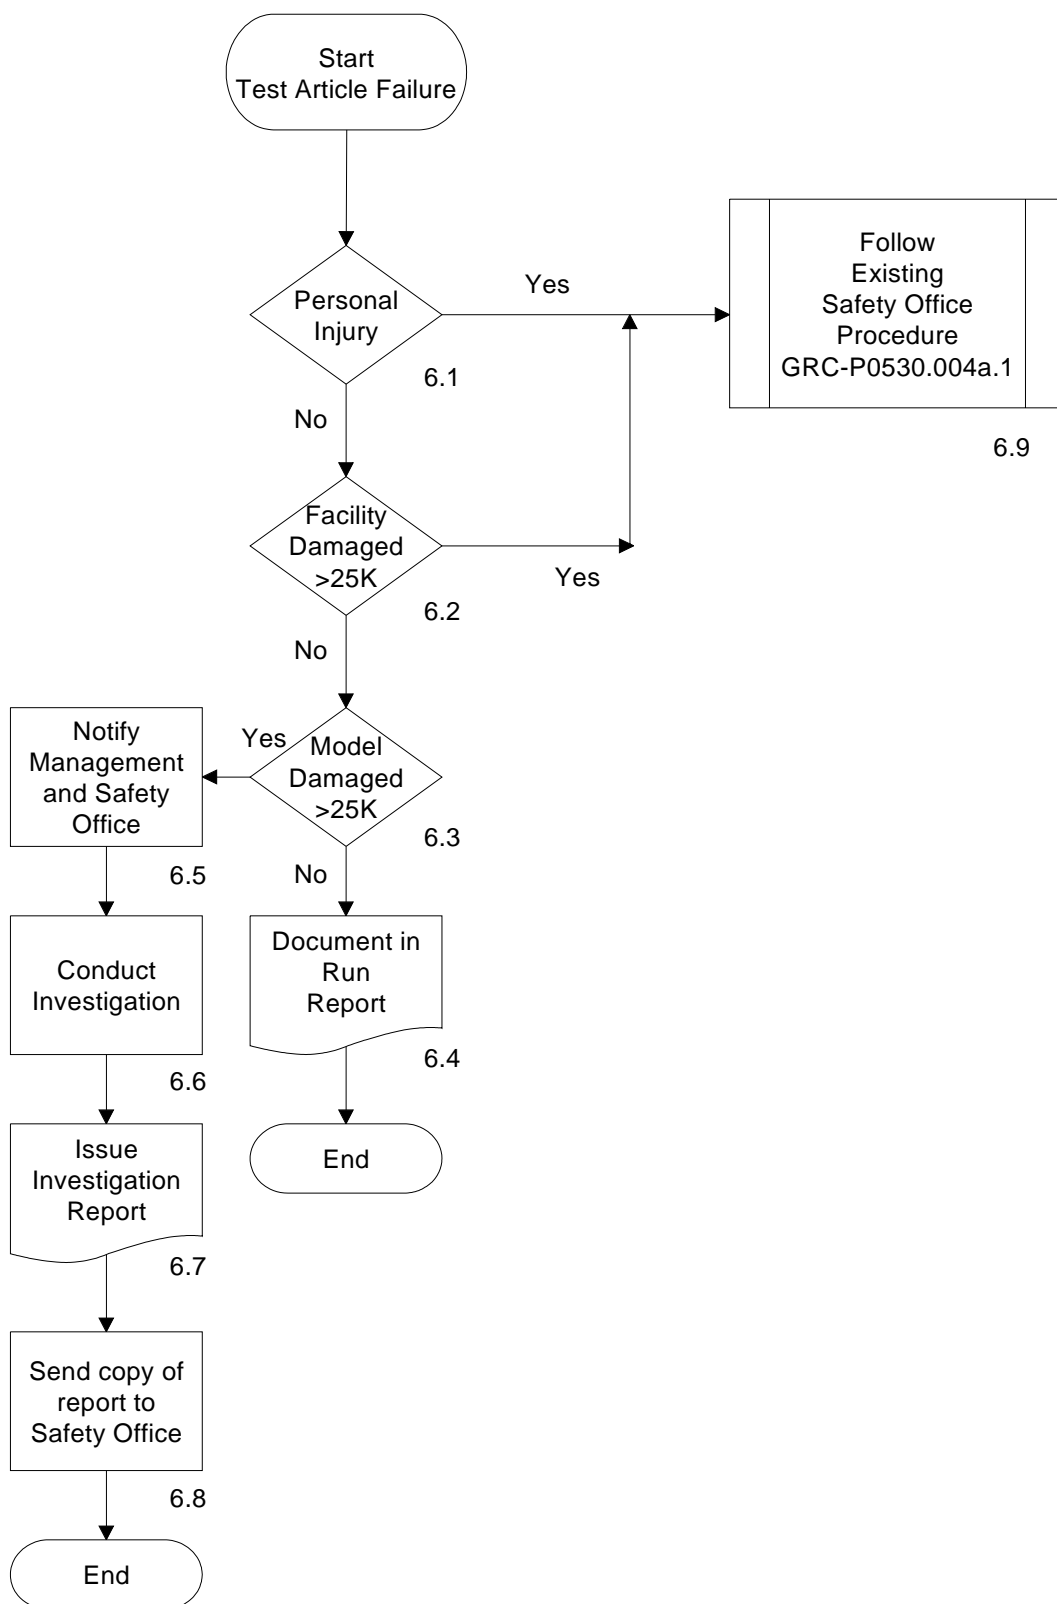 Start
Test Article Failure
Personal
Injury
Yes
6.1
No
Follow
Existing
Safety Office
Procedure
GRC-P0530.004a.1
6.9
Facility
Damaged
>25K
Yes
6.2
No
Model
Damaged
>25K
Yes
6.3
No
Notify
Management
and Safety
Office
6.5
Conduct
Investigation
6.6
Document in
Run
Report
6.4
End
Issue
Investigation
Report
6.7
Send copy of
report to
Safety Office
6.8
End